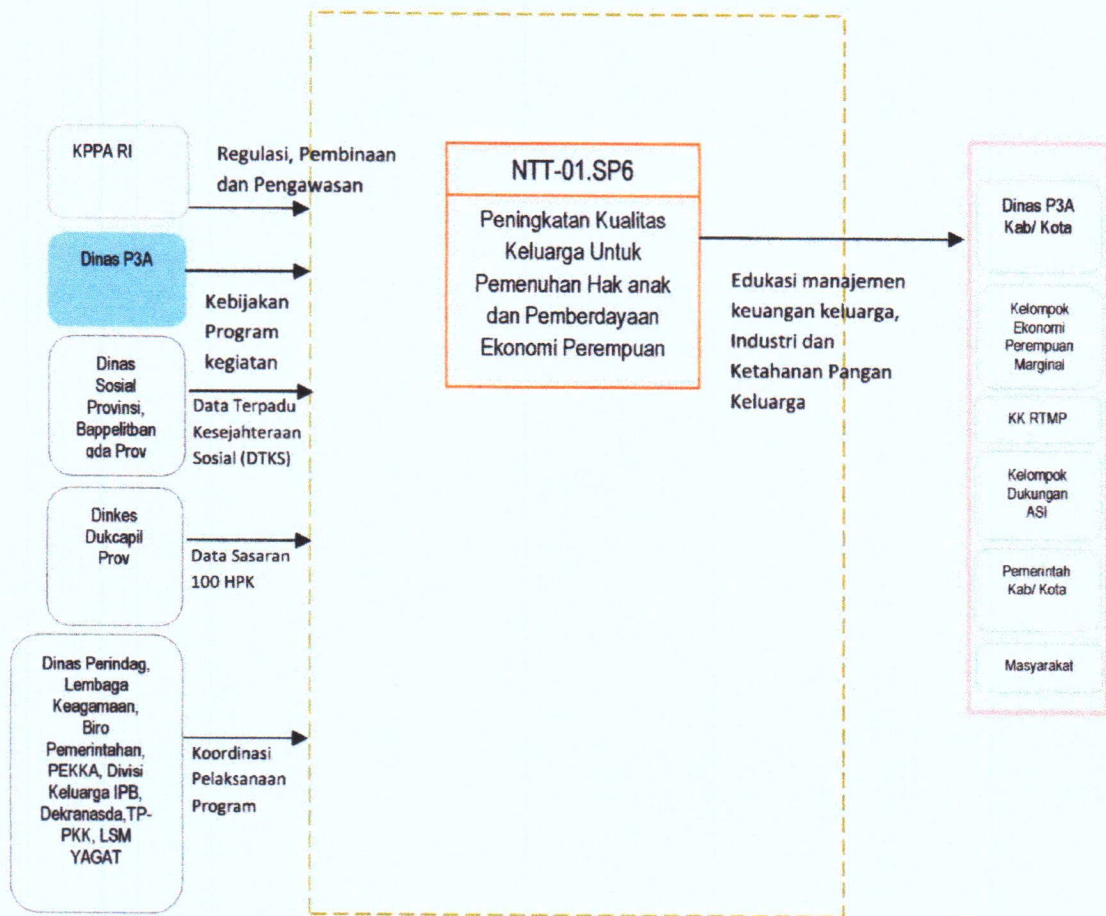 KPPA RI
Regulasi, Pembinaan
dan Pengawasan
Dinas P3A
Kebijakan
Program
kegiatan
Dinas
Sosial
Provinsi,
Bappelitban
gda Prov
Data Terpadu
Kesejahteraan
Sosial (DTKS)
Dinkes
Dukcapil
Prov
Data Sasaran
100 HPK
Dinas Perindag,
Lembaga
Keagamaan,
Biro
Pemerintahan,
PEKKA, Divisi
Keluarga IPB,
Dekranasda,TP-
PKK, LSM
YAGAT
Koordinasi
Pelaksanaan
Program
NTT-01.SP6
Peningkatan Kualitas
Keluarga Untuk
Pemenuhan Hak anak
dan Pemberdayaan
Ekonomi Perempuan
Edukasi manajemen
keuangan keluarga,
Industri dan
Ketahanan Pangan
Keluarga
Dinas P3A
Kab/ Kota
Kelompok
Ekonomi
Perempuan
Marginal
KK RTMP
Kelompok
Dukungan
ASI
Pemerintah
Kab/ Kota
Masyarakat